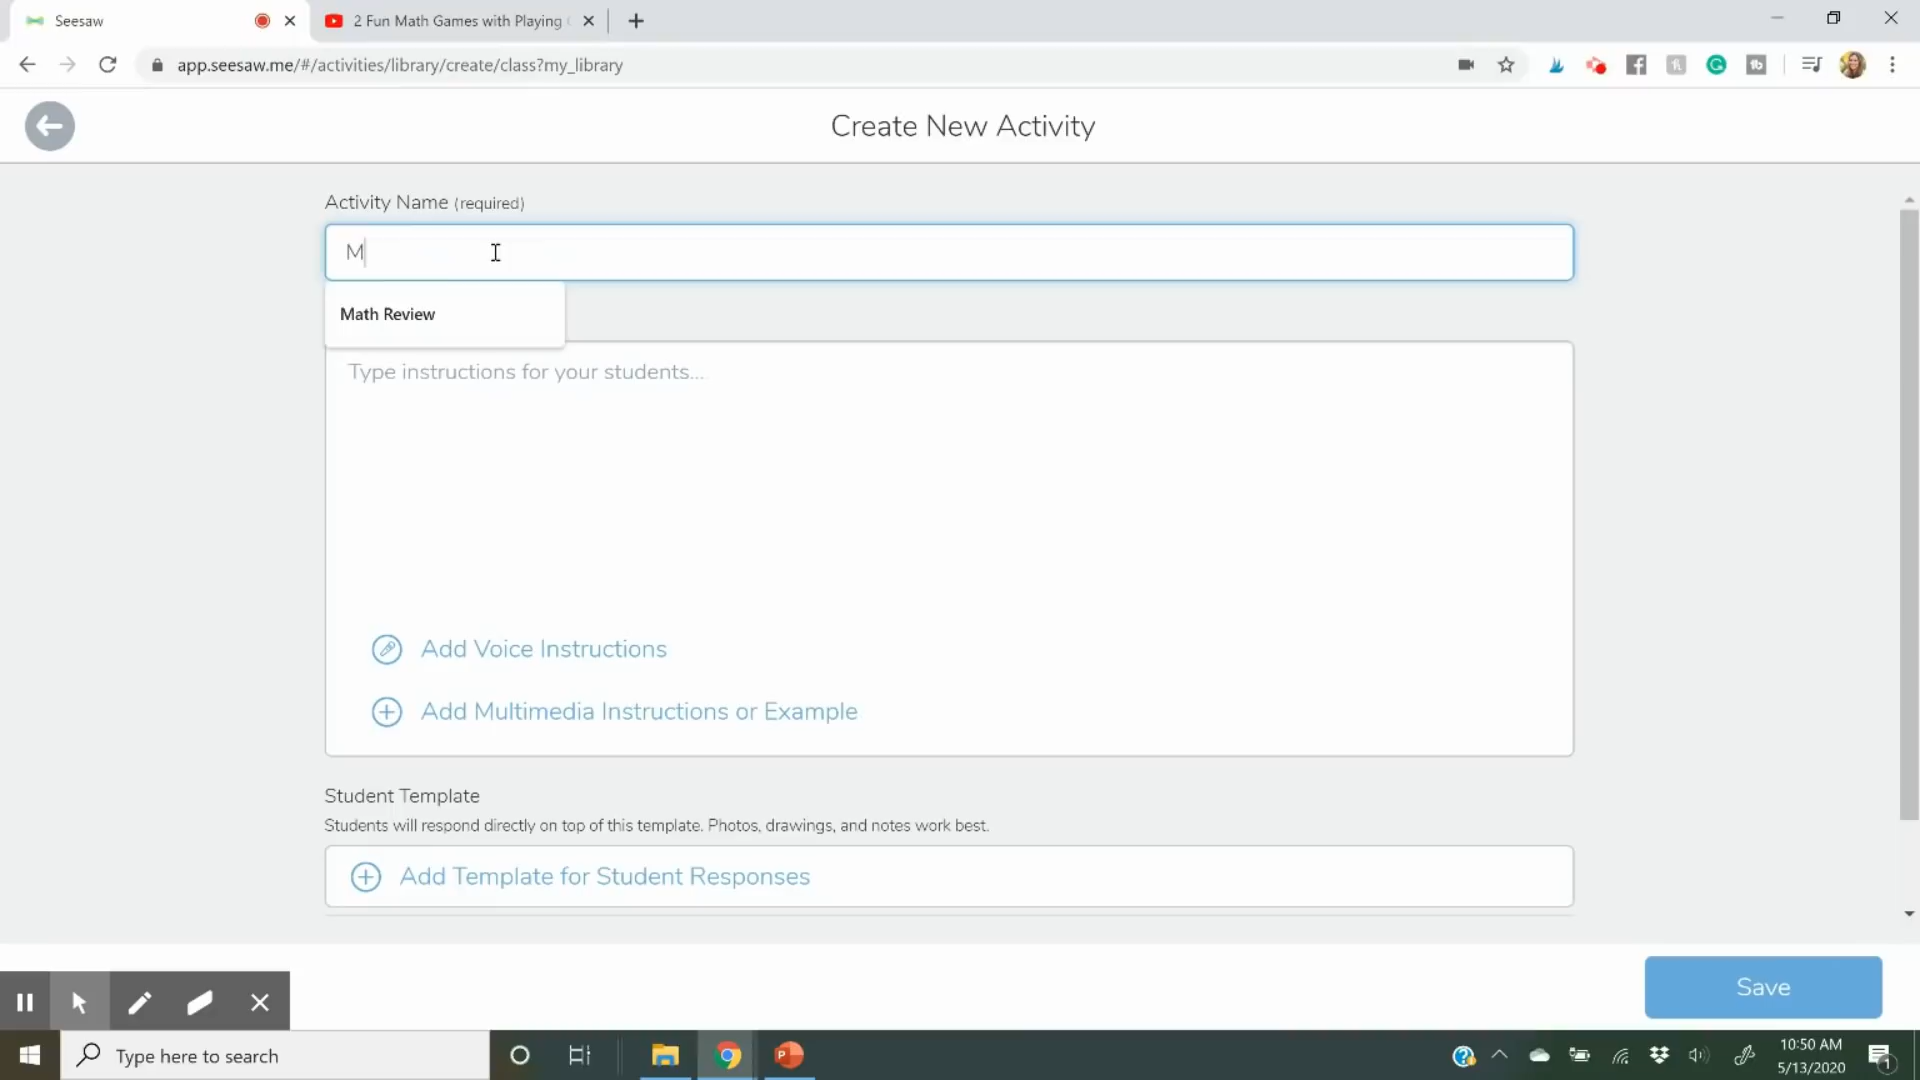 Seesaw
2 Fun Math Games with Playing
app.seesaw.me/#/activities/library/create/class?my_library
Create New Activity
Activity Name (required)
M
Math Review
Type instructions for your students...
Add Voice Instructions
Add Multimedia Instructions or Example
Student Template
Students will respond directly on top of this template. Photos, drawings, and notes work best.
Add Template for Student Responses
Save
Type here to search
10:50 AM
5/13/2020
1